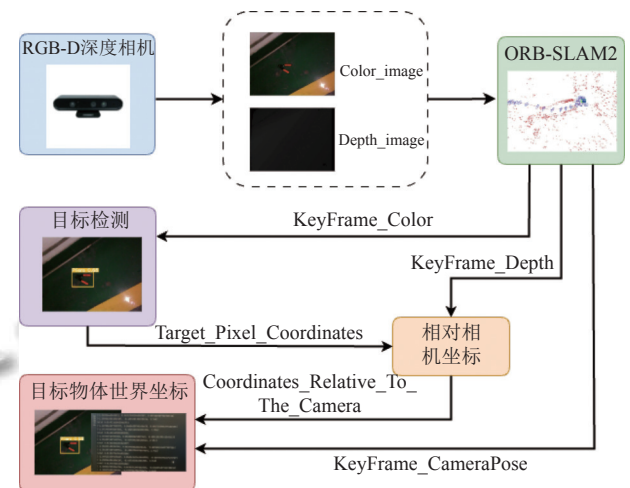 RGB-D深度相机
Color_image
Depth_image
ORB-SLAM2
KeyFrame_Color
目标检测
KeyFrame_Depth
Target_Pixel_Coordinates
相对相
机坐标
目标物体世界坐标
Coordinates_Relative_To_
The_Camera
KeyFrame_CameraPose